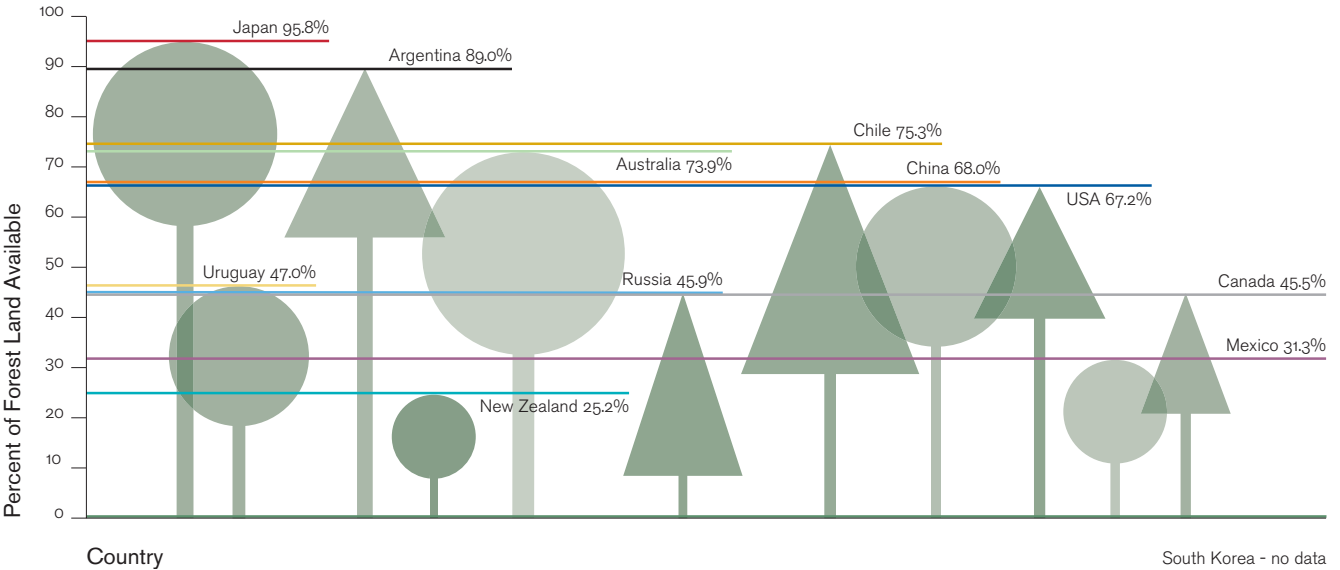 100
Japan 95.8%
Argentina 89.0%
90
80
Chile 75.3%
Australia 73.9%
China 68.0%
70
USA 67.2%
60
50
Uruguay 47.0%
Russia 45.9%
Canada 45.5%
40
Mexico 31.3%
30
New Zealand 25.2%
20
10
0
Percent of Forest Land Available
Country
South Korea - no data